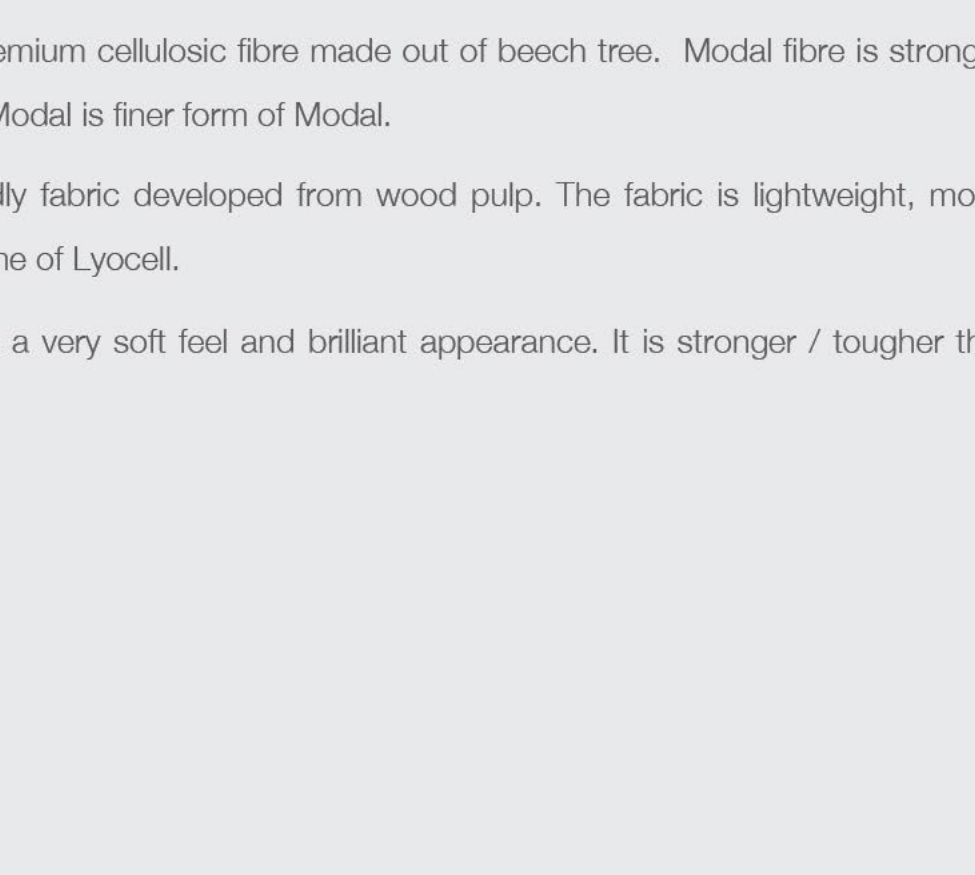 emium cellulosic fibre made out of beech tree. Modal fibre is strong
Modal is finer form of Modal.
dly fabric developed from wood pulp. The fabric is lightweight, mo
ne of Lyocell.
a very soft feel and brilliant appearance. It is stronger / tougher th